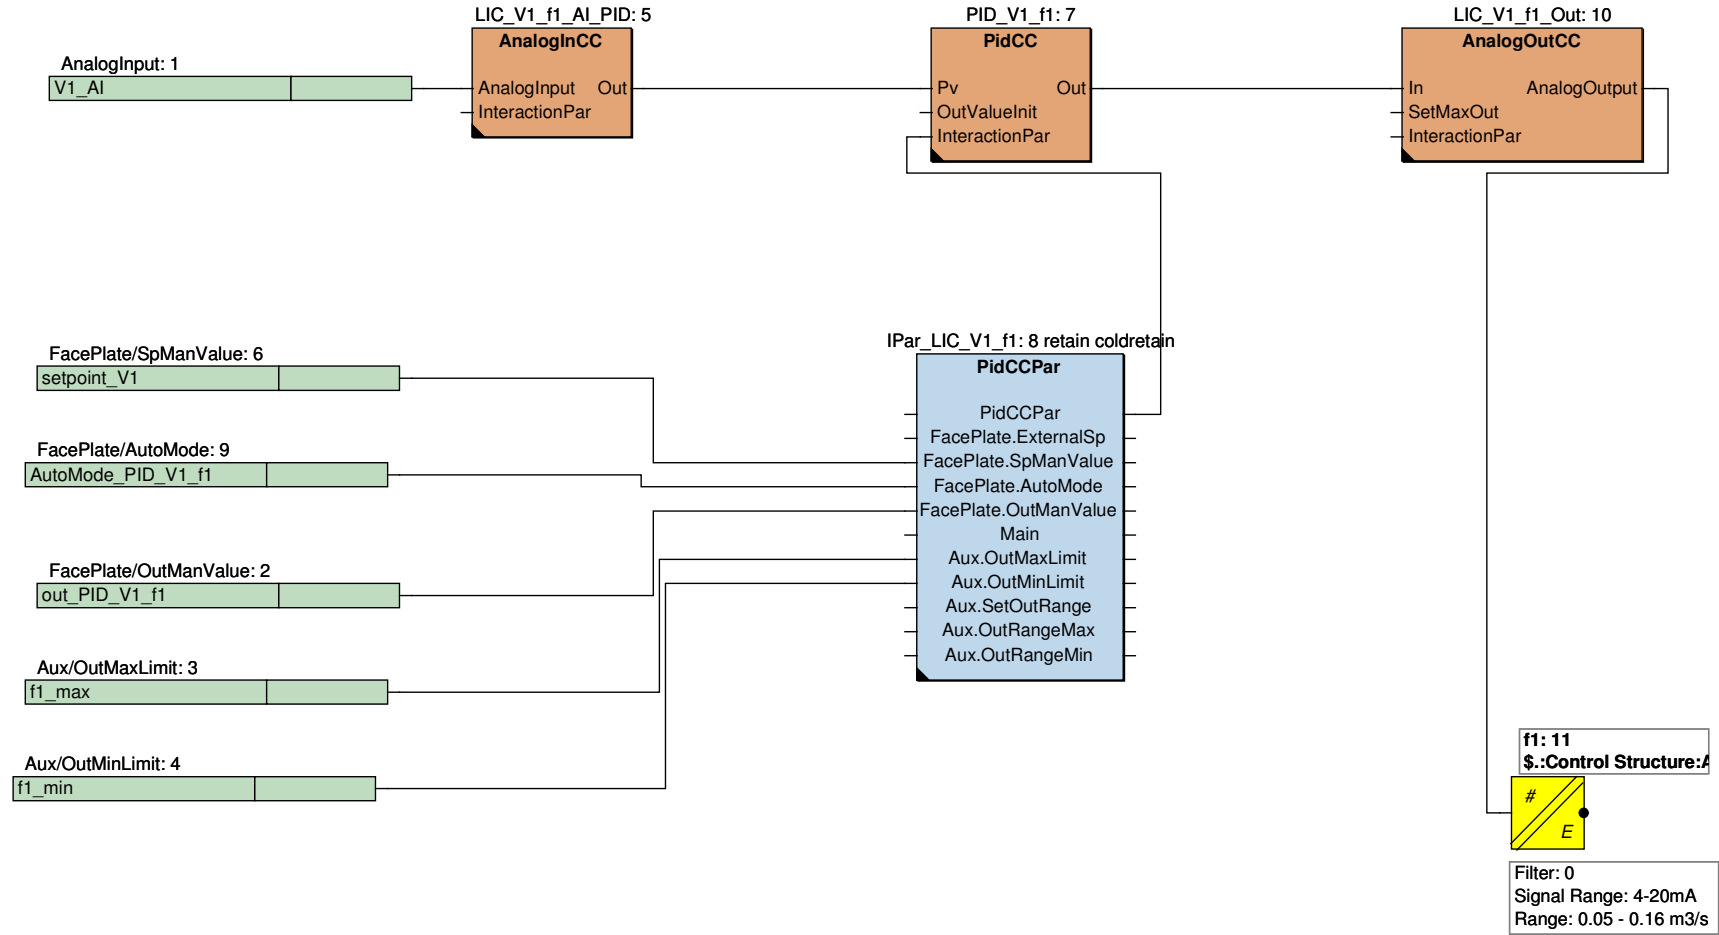 LIC_V1_f1_AI_PID: 5
AnalogInCC
AnalogInput Out
InteractionPar
PID_V1_f1: 7
PidCC
Pv Out
OutValueInit
InteractionPar
LIC_V1_f1_Out: 10
AnalogOutCC
In AnalogOutput
SetMaxOut
InteractionPar
AnalogInput: 1
V1_AI
FacePlate/SpManValue: 6
setpoint_V1
FacePlate/AutoMode: 9
AutoMode_PID_V1_f1
FacePlate/OutManValue: 2
out_PID_V1_f1
Aux/OutMaxLimit: 3
f1_max
Aux/OutMinLimit: 4
f1_min
IPar_LIC_V1_f1: 8 retain coldretain
PidCCPar
PidCCPar
FacePlate.ExternalSp
FacePlate.SpManValue
FacePlate.AutoMode
FacePlate.OutManValue
Main
Aux.OutMaxLimit
Aux.OutMinLimit
Aux.SetOutRange
Aux.OutRangeMax
Aux.OutRangeMin
f1: 11
$.:Control Structure:A
#
E
Filter: 0
Signal Range: 4-20mA
Range: 0.05 - 0.16 m3/s